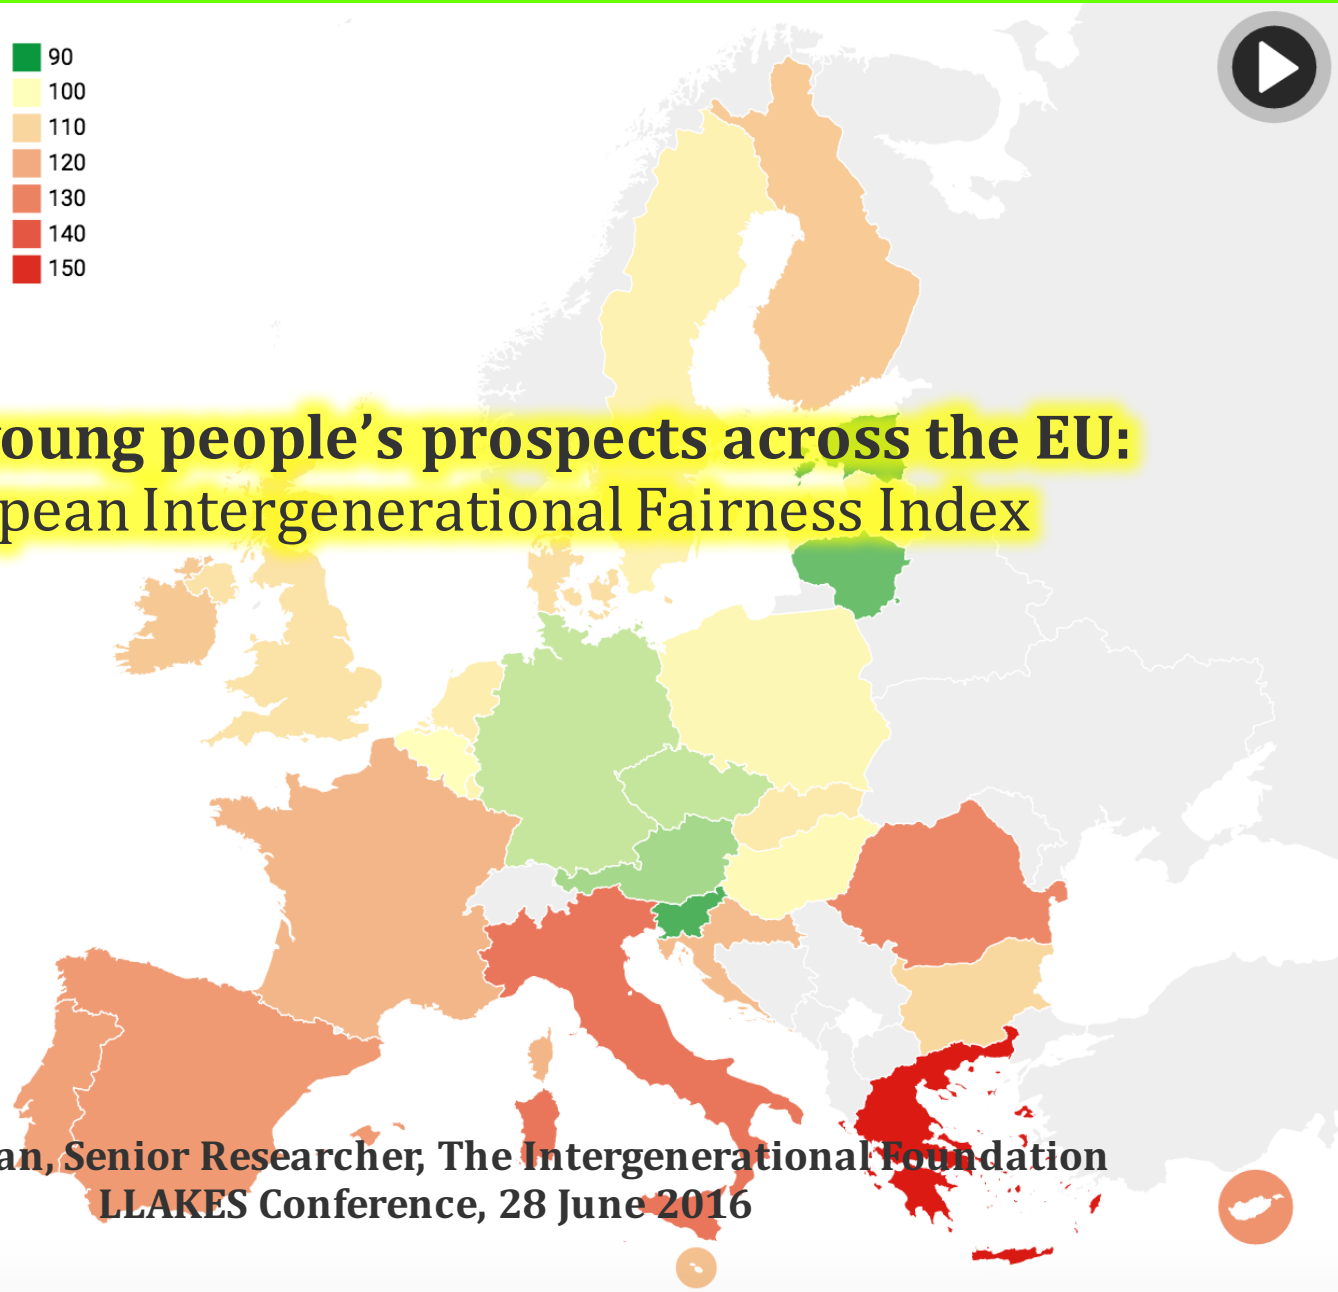 90
100
110
120
130
140
150
young people’s prospects across the EU:
pean Intergenerational Fairness Index
an, Senior Researcher, The Intergenerational Foundation
LLAKES Conference, 28 June 2016